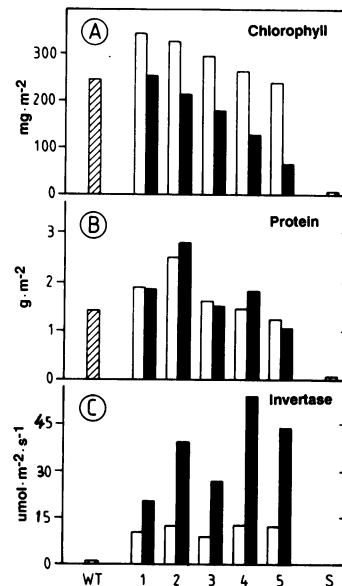 A
Chlorophyll
300
200
100
0
mg·m-2
B
Protein
3
2
1
0
g·m-2
C
Invertase
45
30
15
0
umol·m-2·s-1
WT 1 2 3 4 5 S